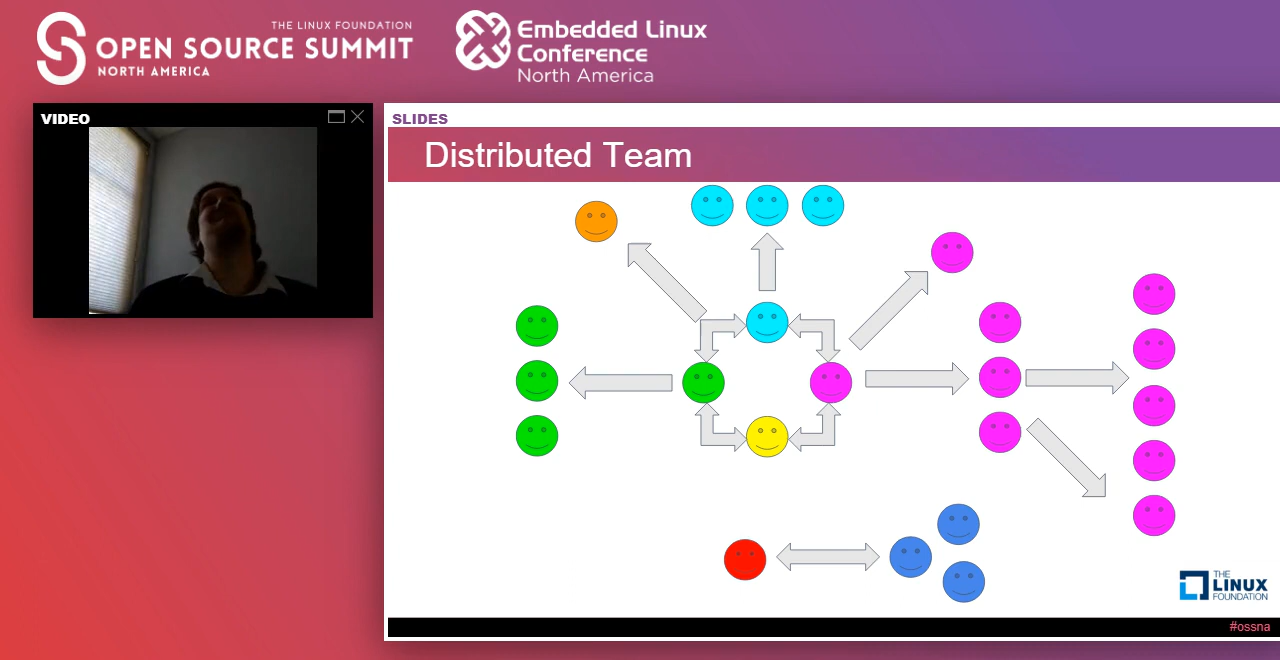 THE LINUX FOUNDATION
OPEN SOURCE SUMMIT
NORTH AMERICA
Embedded Linux
Conference
North America
VIDEO
SLIDES
Distributed Team
THE
LINUX
FOUNDATION
#ossna